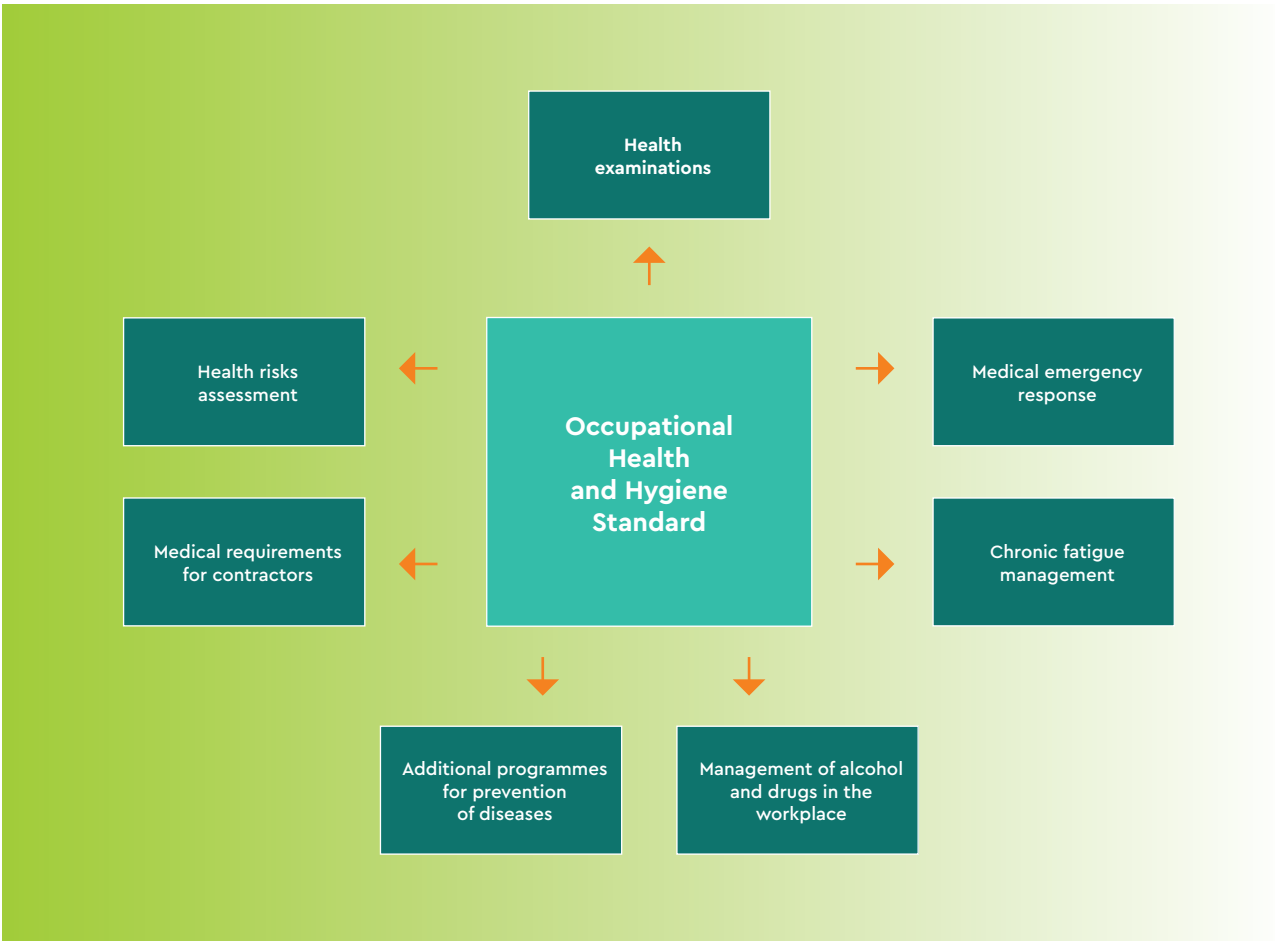 Health
examinations
Health risks
assessment
Medical emergency
response
Occupational
Health
and Hygiene
Standard
Medical requirements
for contractors
Chronic fatigue
management
Additional programmes
for prevention
of diseases
Management of alcohol
and drugs in the
workplace